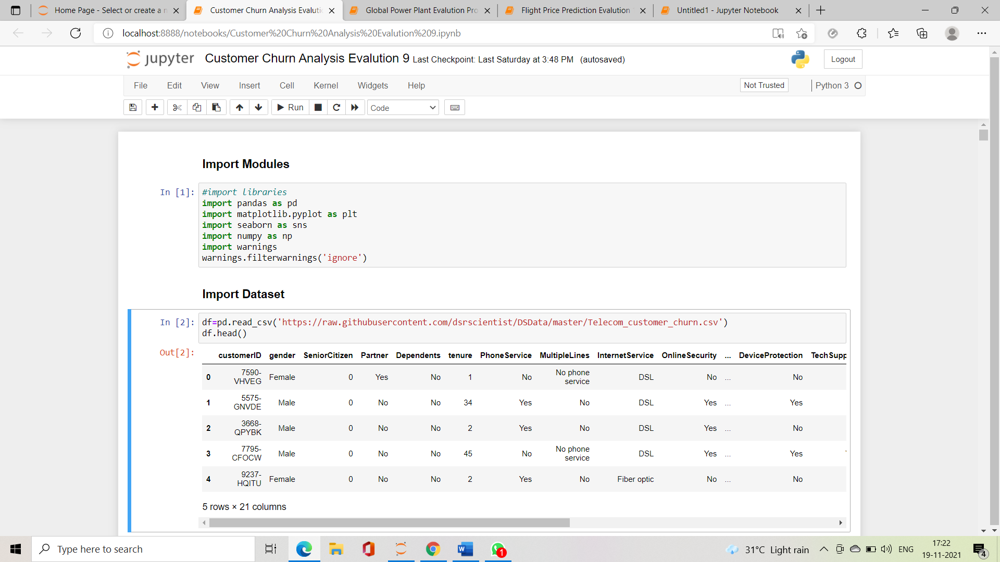 Home Page - Select or create a n
Customer Churn Analysis Evalutio
Global Power Plant Evalution Pro
Flight Price Prediction Evalution
Untitled1 - Jupyter Notebook
localhost:8888/notebooks/Customer%20Churn%20Analysis%20Evalution%209.ipynb
jupyter Customer Churn Analysis Evalution 9 Last Checkpoint: Last Saturday at 3:48 PM (autosaved)
Logout
File Edit View Insert Cell Kernel Widgets Help
Not Trusted
Python 3
Run
Code
Import Modules
In [1]: #import libraries
import pandas as pd
import matplotlib.pyplot as plt
import seaborn as sns
import numpy as np
import warnings
warnings.filterwarnings('ignore')
Import Dataset
In [2]: df=pd.read_csv('https://raw.githubusercontent.com/dsrscientist/DSData/master/Telecom_customer_churn.csv')
df.head()
Out[2]:
customerID gender SeniorCitizen Partner Dependents tenure PhoneService MultipleLines InternetService OnlineSecurity ... DeviceProtection TechSupp
0 7590-VHVEG Female 0 Yes No 1 No No phone service DSL No ... No
1 5575-GNVDE Male 0 No No 34 Yes No DSL Yes ... Yes
2 3668-QPYBK Male 0 No No 2 Yes No DSL Yes ... No
3 7795-CFOCW Male 0 No No 45 No No phone service DSL Yes ... Yes
4 9237-HQITU Female 0 No No 2 Yes No Fiber optic No ... No
5 rows × 21 columns
Type here to search
1
31°C Light rain
ENG
17:22
19-11-2021
4